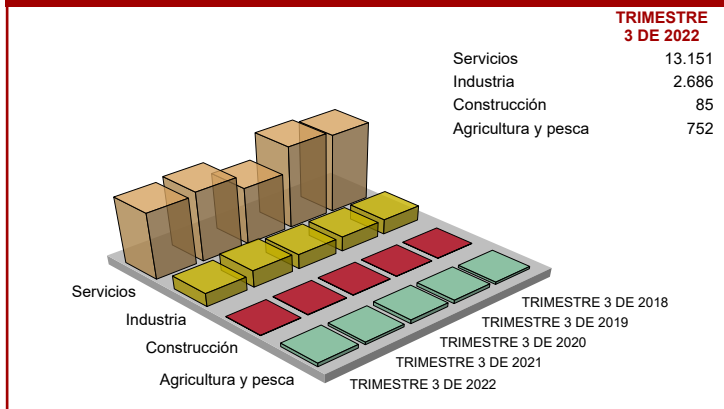 TRIMESTRE
3 DE 2022
Servicios 13.151
Industria 2.686
Construcción 85
Agricultura y pesca 752
Servicios
Industria
Construcción
Agricultura y pesca
TRIMESTRE 3 DE 2018
TRIMESTRE 3 DE 2019
TRIMESTRE 3 DE 2020
TRIMESTRE 3 DE 2021
TRIMESTRE 3 DE 2022